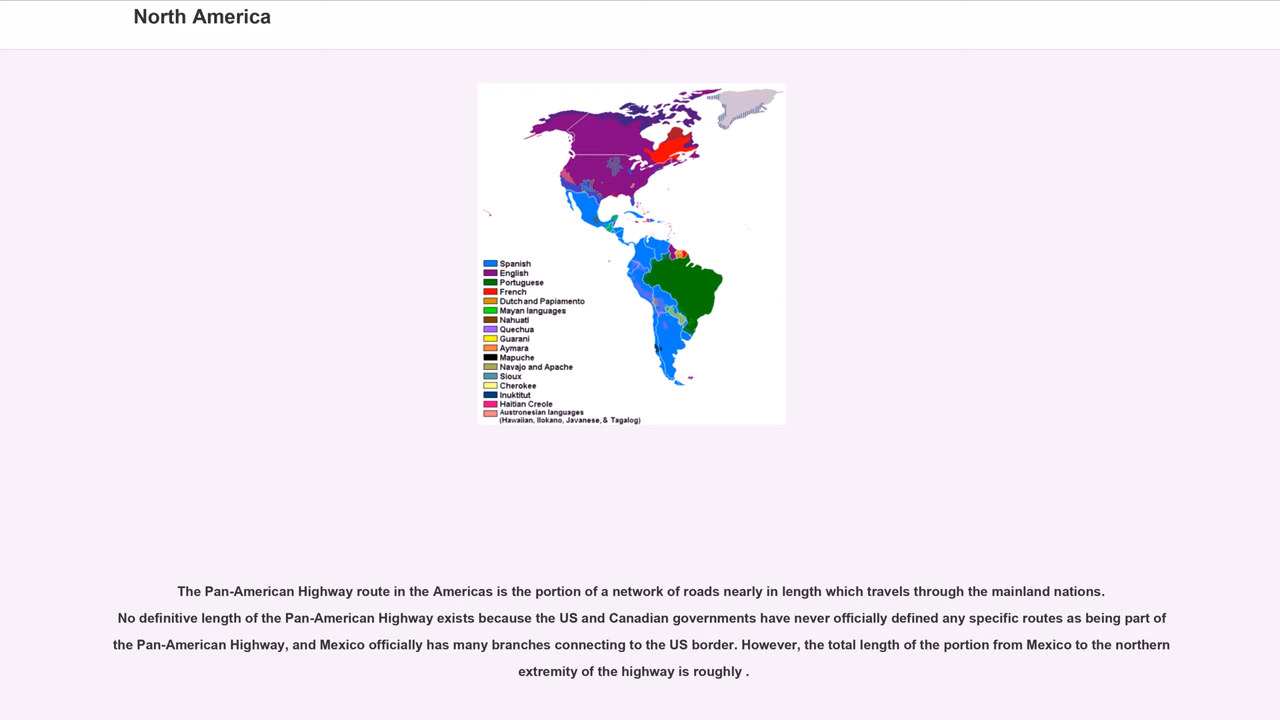 North America
Spanish
English
Portuguese
French
Dutch and Papiamento
Mayan languages
Nahuatl
Quechua
Guarani
Aymara
Mapuche
Navajo and Apache
Sioux
Cherokee
Inuktitut
Haitian Creole
Austronesian languages
(Hawaiian, Ilokano, Javanese, & Tagalog)
The Pan-American Highway route in the Americas is the portion of a network of roads nearly in length which travels through the mainland nations.
No definitive length of the Pan-American Highway exists because the US and Canadian governments have never officially defined any specific routes as being part of
the Pan-American Highway, and Mexico officially has many branches connecting to the US border. However, the total length of the portion from Mexico to the northern
extremity of the highway is roughly .